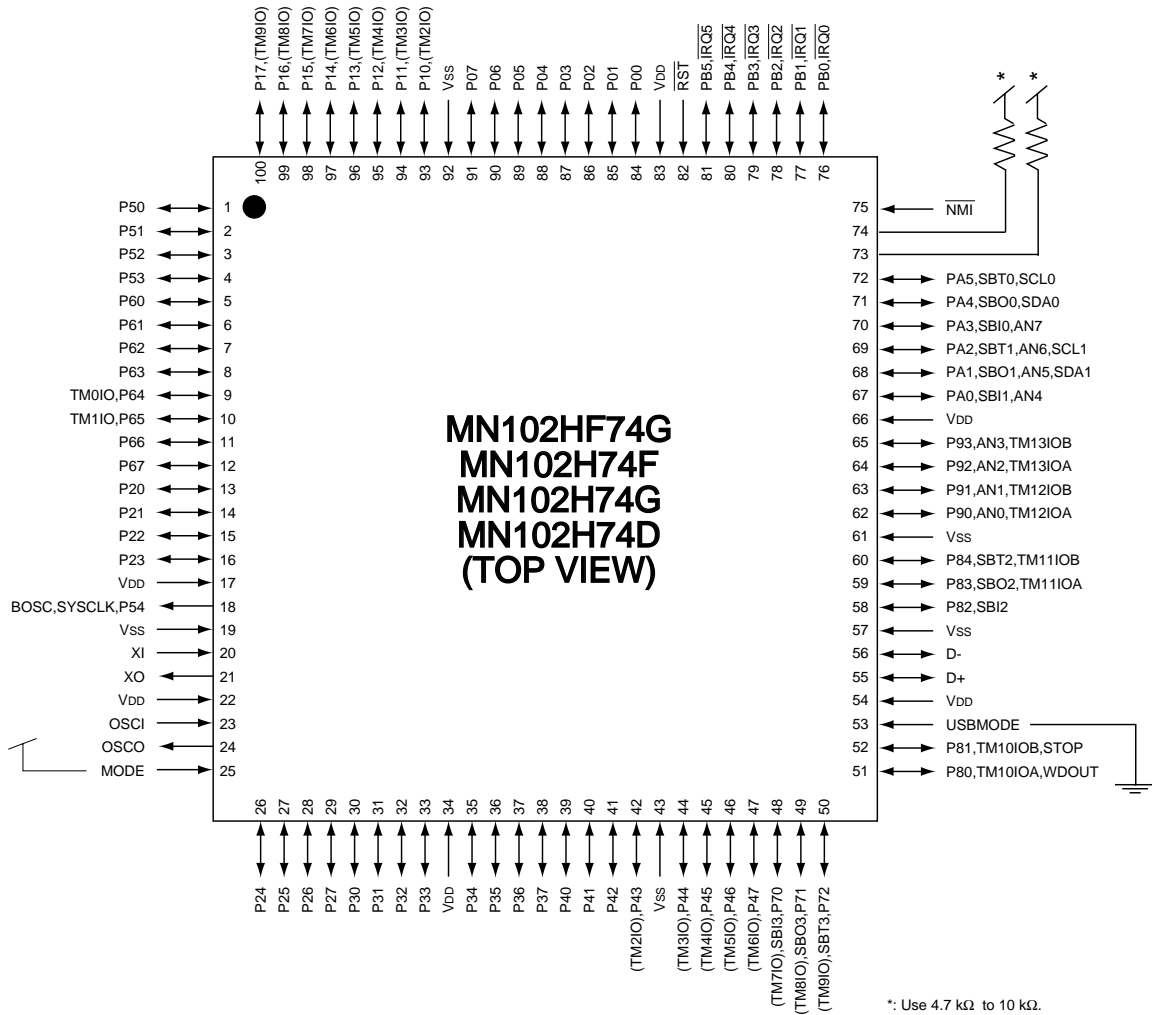 P17,(TM9IO)
P16,(TM8IO)
P15,(TM7IO)
P14,(TM6IO)
P13,(TM5IO)
P12,(TM4IO)
P11,(TM3IO)
P10,(TM2IO)
VSS
P07
P06
P05
P04
P03
P02
P01
P00
VDD
RST
PB5,IRQ5
PB4,IRQ4
PB3,IRQ3
PB2,IRQ2
PB1,IRQ1
PB0,IRQ0
* *
100 99 98 97 96 95 94 93 92 91 90 89 88 87 86 85 84 83 82 81 80 79 78 77 76
P50 1
P51 2
P52 3
P53 4
P60 5
P61 6
P62 7
P63 8
TM0IO,P64 9
TM1IO,P65 10
P66 11
P67 12
P20 13
P21 14
P22 15
P23 16
VDD 17
BOSC,SYSCLK,P54 18
VSS 19
XI 20
XO 21
VDD 22
OSCI 23
OSCO 24
MODE 25
MN102HF74G
MN102H74F
MN102H74G
MN102H74D
(TOP VIEW)
75 NMI
74
73
72 PA5,SBT0,SCL0
71 PA4,SBO0,SDA0
70 PA3,SBI0,AN7
69 PA2,SBT1,AN6,SCL1
68 PA1,SBO1,AN5,SDA1
67 PA0,SBI1,AN4
66 VDD
65 P93,AN3,TM13IOB
64 P92,AN2,TM13IOA
63 P91,AN1,TM12IOB
62 P90,AN0,TM12IOA
61 VSS
60 P84,SBT2,TM11IOB
59 P83,SBO2,TM11IOA
58 P82,SBI2
57 VSS
56 D-
55 D+
54 VDD
53 USBMODE
52 P81,TM10IOB,STOP
51 P80,TM10IOA,WDOUT
26 27 28 29 30 31 32 33 34 35 36 37 38 39 40 41 42 43 44 45 46 47 48 49 50
P24
P25
P26
P27
P30
P31
P32
P33
VDD
P34
P35
P36
P37
P40
P41
P42
(TM2IO),P43
VSS
(TM3IO),P44
(TM4IO),P45
(TM5IO),P46
(TM6IO),P47
(TM7IO),SBI3,P70
(TM8IO),SBO3,P71
(TM9IO),SBT3,P72
*: Use 4.7 kΩ to 10 kΩ.